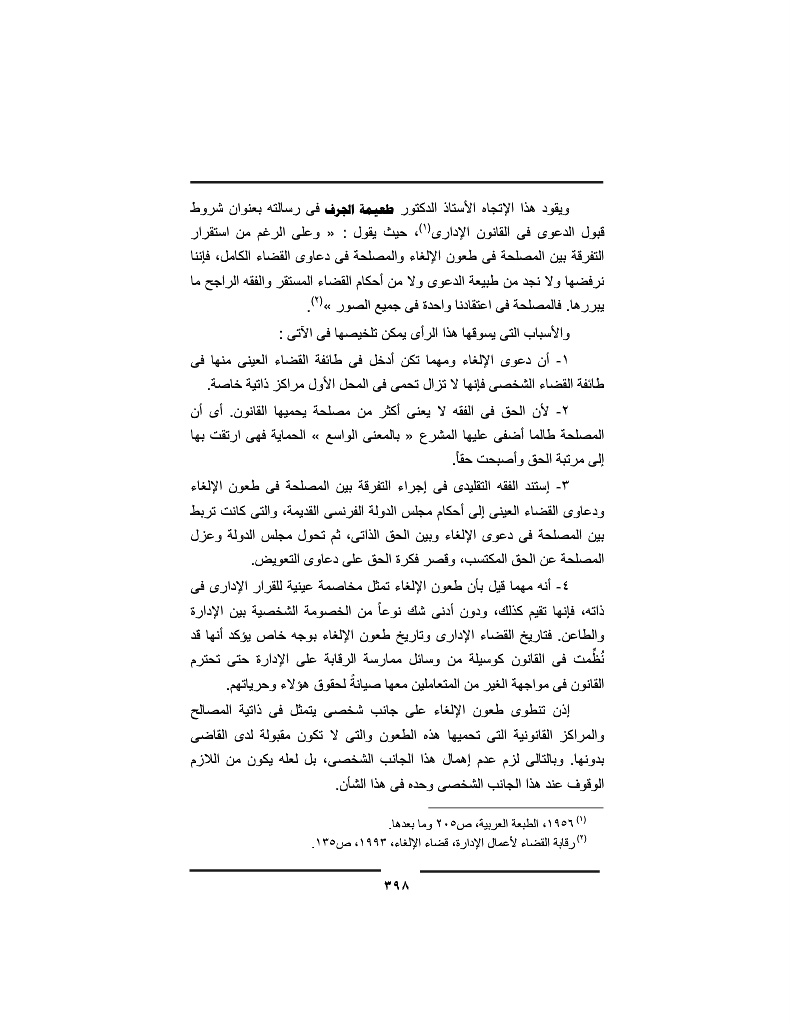 ويقود هذا الإتجاه الأستاذ الدكتور طعيمة الجرف فى رسالته بعنوان شروط
قبول الدعوى فى القانون الإدارى(١)، حيث يقول : « وعلى الرغم من استقرار
التفرقة بين المصلحة فى طعون الإلغاء والمصلحة فى دعاوى القضاء الكامل، فإننا
نرفضها ولا نجد من طبيعة الدعوى ولا من أحكام القضاء المستقر والفقه الراجح ما
يبررها. فالمصلحة فى اعتقادنا واحدة فى جميع الصور »(٢).
والأسباب التى يسوقها هذا الرأى يمكن تلخيصها فى الآتى :
١- أن دعوى الإلغاء ومهما تكن أدخل فى طائفة القضاء العينى منها فى
طائفة القضاء الشخصى فإنها لا تزال تحمى فى المحل الأول مراكز ذاتية خاصة.
٢- لأن الحق فى الفقه لا يعنى أكثر من مصلحة يحميها القانون. أى أن
المصلحة طالما أضفى عليها المشرع « بالمعنى الواسع » الحماية فهى ارتقت بها
إلى مرتبة الحق وأصبحت حقاً.
٣- إستند الفقه التقليدى فى إجراء التفرقة بين المصلحة فى طعون الإلغاء
ودعاوى القضاء العينى إلى أحكام مجلس الدولة الفرنسى القديمة، والتى كانت تربط
بين المصلحة فى دعوى الإلغاء وبين الحق الذاتى، ثم تحول مجلس الدولة وعزل
المصلحة عن الحق المكتسب، وقصر فكرة الحق على دعاوى التعويض.
٤- أنه مهما قيل بأن طعون الإلغاء تمثل مخاصمة عينية للقرار الإدارى فى
ذاته، فإنها تقيم كذلك، ودون أدنى شك نوعاً من الخصومة الشخصية بين الإدارة
والطاعن. فتاريخ القضاء الإدارى وتاريخ طعون الإلغاء بوجه خاص يؤكد أنها قد
نُظِّمت فى القانون كوسيلة من وسائل ممارسة الرقابة على الإدارة حتى تحترم
القانون فى مواجهة الغير من المتعاملين معها صيانةً لحقوق هؤلاء وحرياتهم.
إذن تنطوى طعون الإلغاء على جانب شخصى يتمثل فى ذاتية المصالح
والمراكز القانونية التى تحميها هذه الطعون والتى لا تكون مقبولة لدى القاضى
بدونها. وبالتالى لزم عدم إهمال هذا الجانب الشخصى، بل لعله يكون من اللازم
الوقوف عند هذا الجانب الشخصى وحده فى هذا الشأن.
(١) ١٩٥٦، الطبعة العربية، ص٢٠٥ وما بعدها.
(٢) رقابة القضاء لأعمال الإدارة، قضاء الإلغاء، ١٩٩٣، ص١٣٥.
٣٩٨